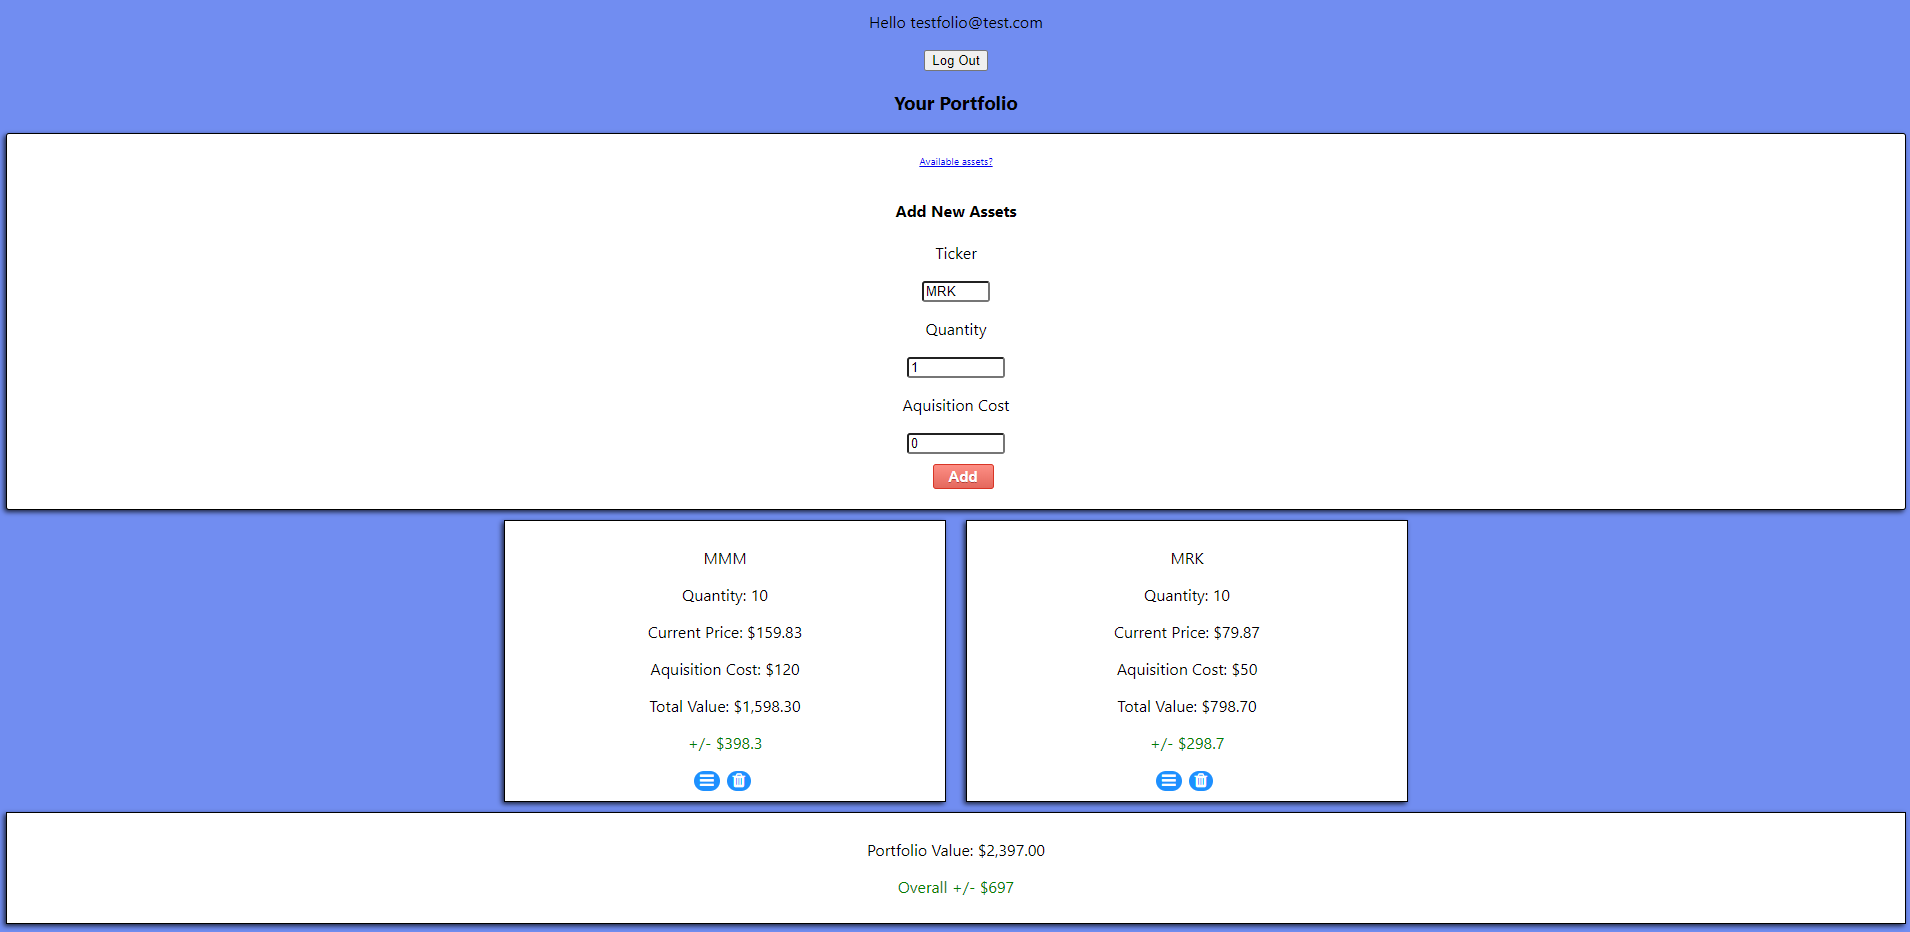 Hello testfolio@test.com
Log Out
Your Portfolio
Available assets?
Add New Assets
Ticker
MRK
Quantity
1
Aquisition Cost
0
Add
MMM
Quantity: 10
Current Price: $159.83
Aquisition Cost: $120
Total Value: $1,598.30
+/- $398.3
MRK
Quantity: 10
Current Price: $79.87
Aquisition Cost: $50
Total Value: $798.70
+/- $298.7
Portfolio Value: $2,397.00
Overall +/- $697